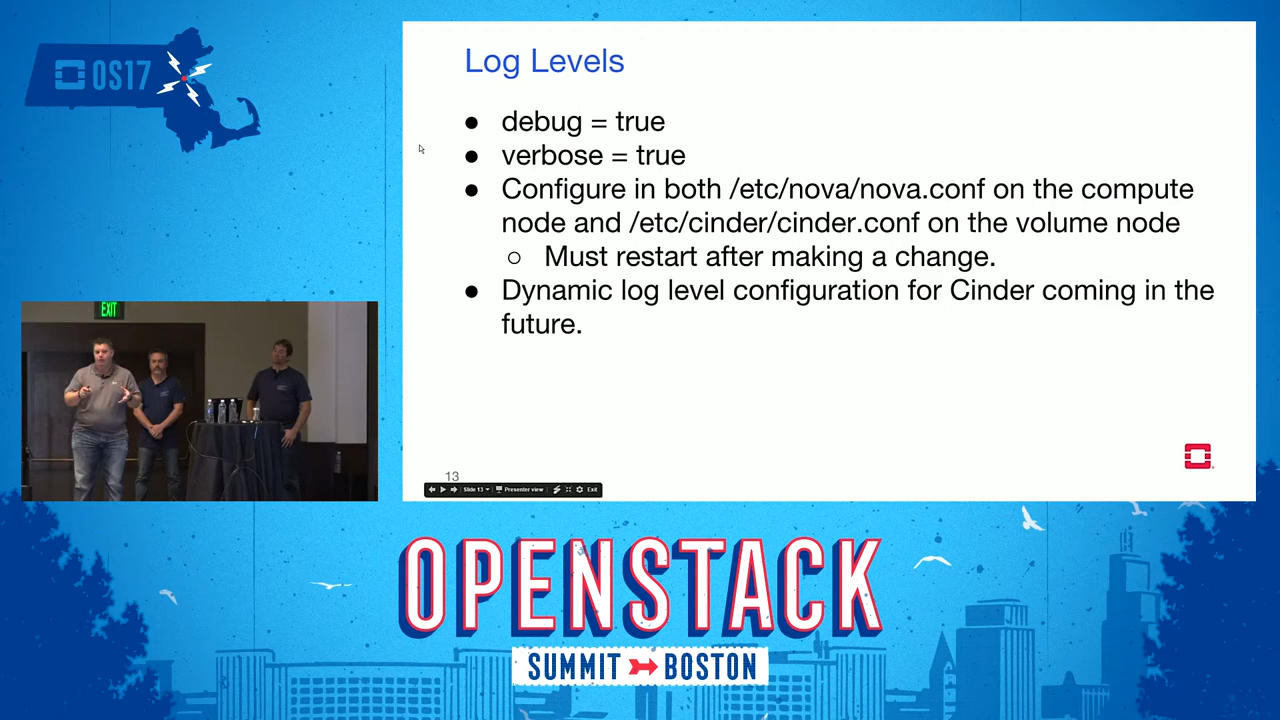 OS17
Log Levels
● debug = true
● verbose = true
● Configure in both /etc/nova/nova.conf on the compute
node and /etc/cinder/cinder.conf on the volume node
○ Must restart after making a change.
● Dynamic log level configuration for Cinder coming in the
future.
EXIT
13
Slide 13
Presenter view
Exit
OPENSTACK
SUMMIT BOSTON